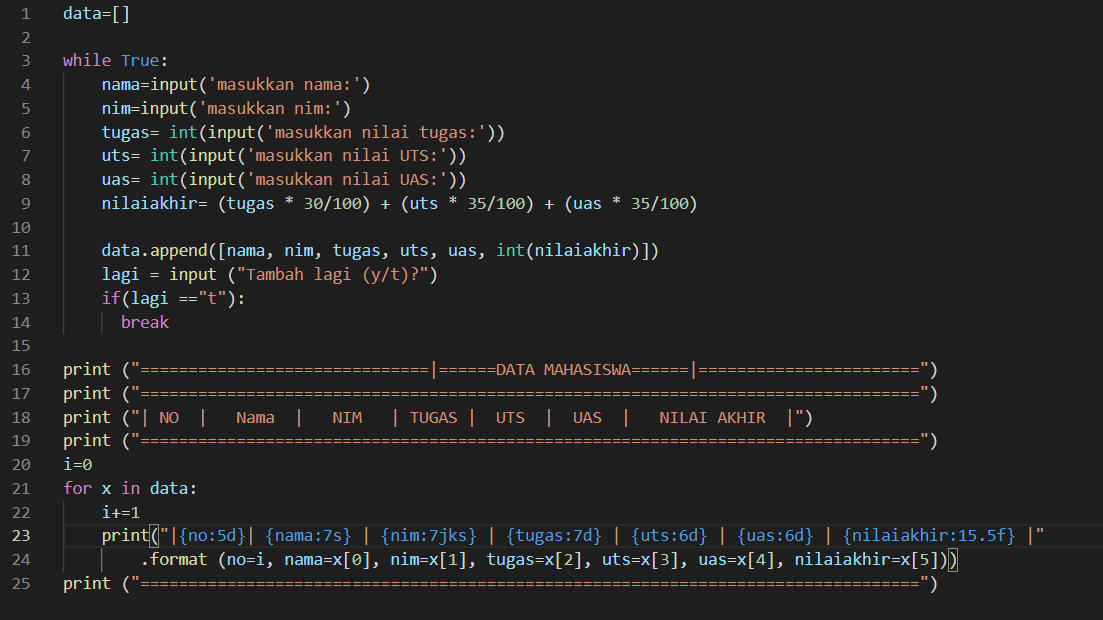 1 data=[]
2
3 while True:
4     nama=input('masukkan nama:')
5     nim=input('masukkan nim:')
6     tugas= int(input('masukkan nilai tugas:'))
7     uts= int(input('masukkan nilai UTS:'))
8     uas= int(input('masukkan nilai UAS:'))
9     nilaiakhir= (tugas * 30/100) + (uts * 35/100) + (uas * 35/100)
10
11     data.append([nama, nim, tugas, uts, uas, int(nilaiakhir)])
12     lagi = input ("Tambah lagi (y/t)?")
13     if(lagi =="t"):
14       break
15
16 print ("==============================|======DATA MAHASISWA======|=======================")
17 print ("=================================================================================")
18 print ("| NO  |   Nama  |   NIM   | TUGAS |  UTS  |  UAS  |   NILAI AKHIR  |")
19 print ("=================================================================================")
20 i=0
21 for x in data:
22     i+=1
23     print("|{no:5d}| {nama:7s} | {nim:7jks} | {tugas:7d} | {uts:6d} | {uas:6d} | {nilaiakhir:15.5f} |"
24         .format (no=i, nama=x[0], nim=x[1], tugas=x[2], uts=x[3], uas=x[4], nilaiakhir=x[5]))
25 print ("=================================================================================")